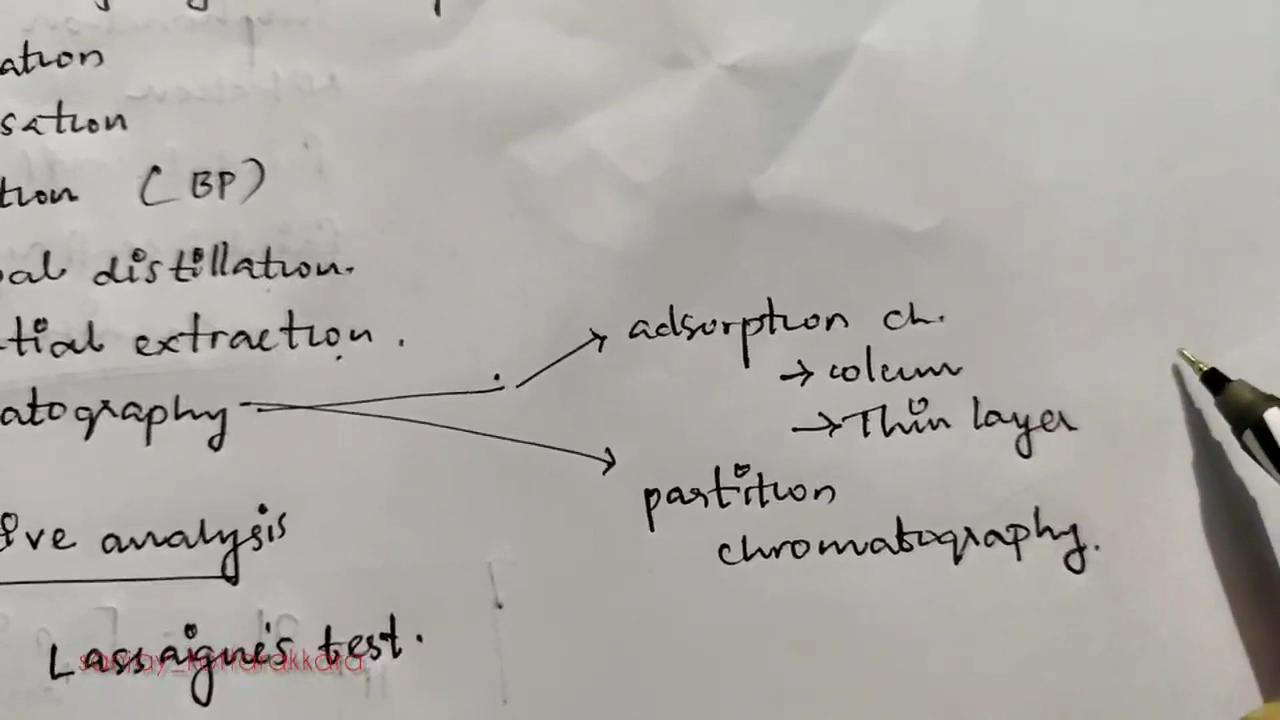 ation
sation
tion (BP)
al distillation.
tial extraction.
atography
adsorption ch.
→ column
→ Thin layer
partition
chromatography.
ive analysis
Lassaigne's test.